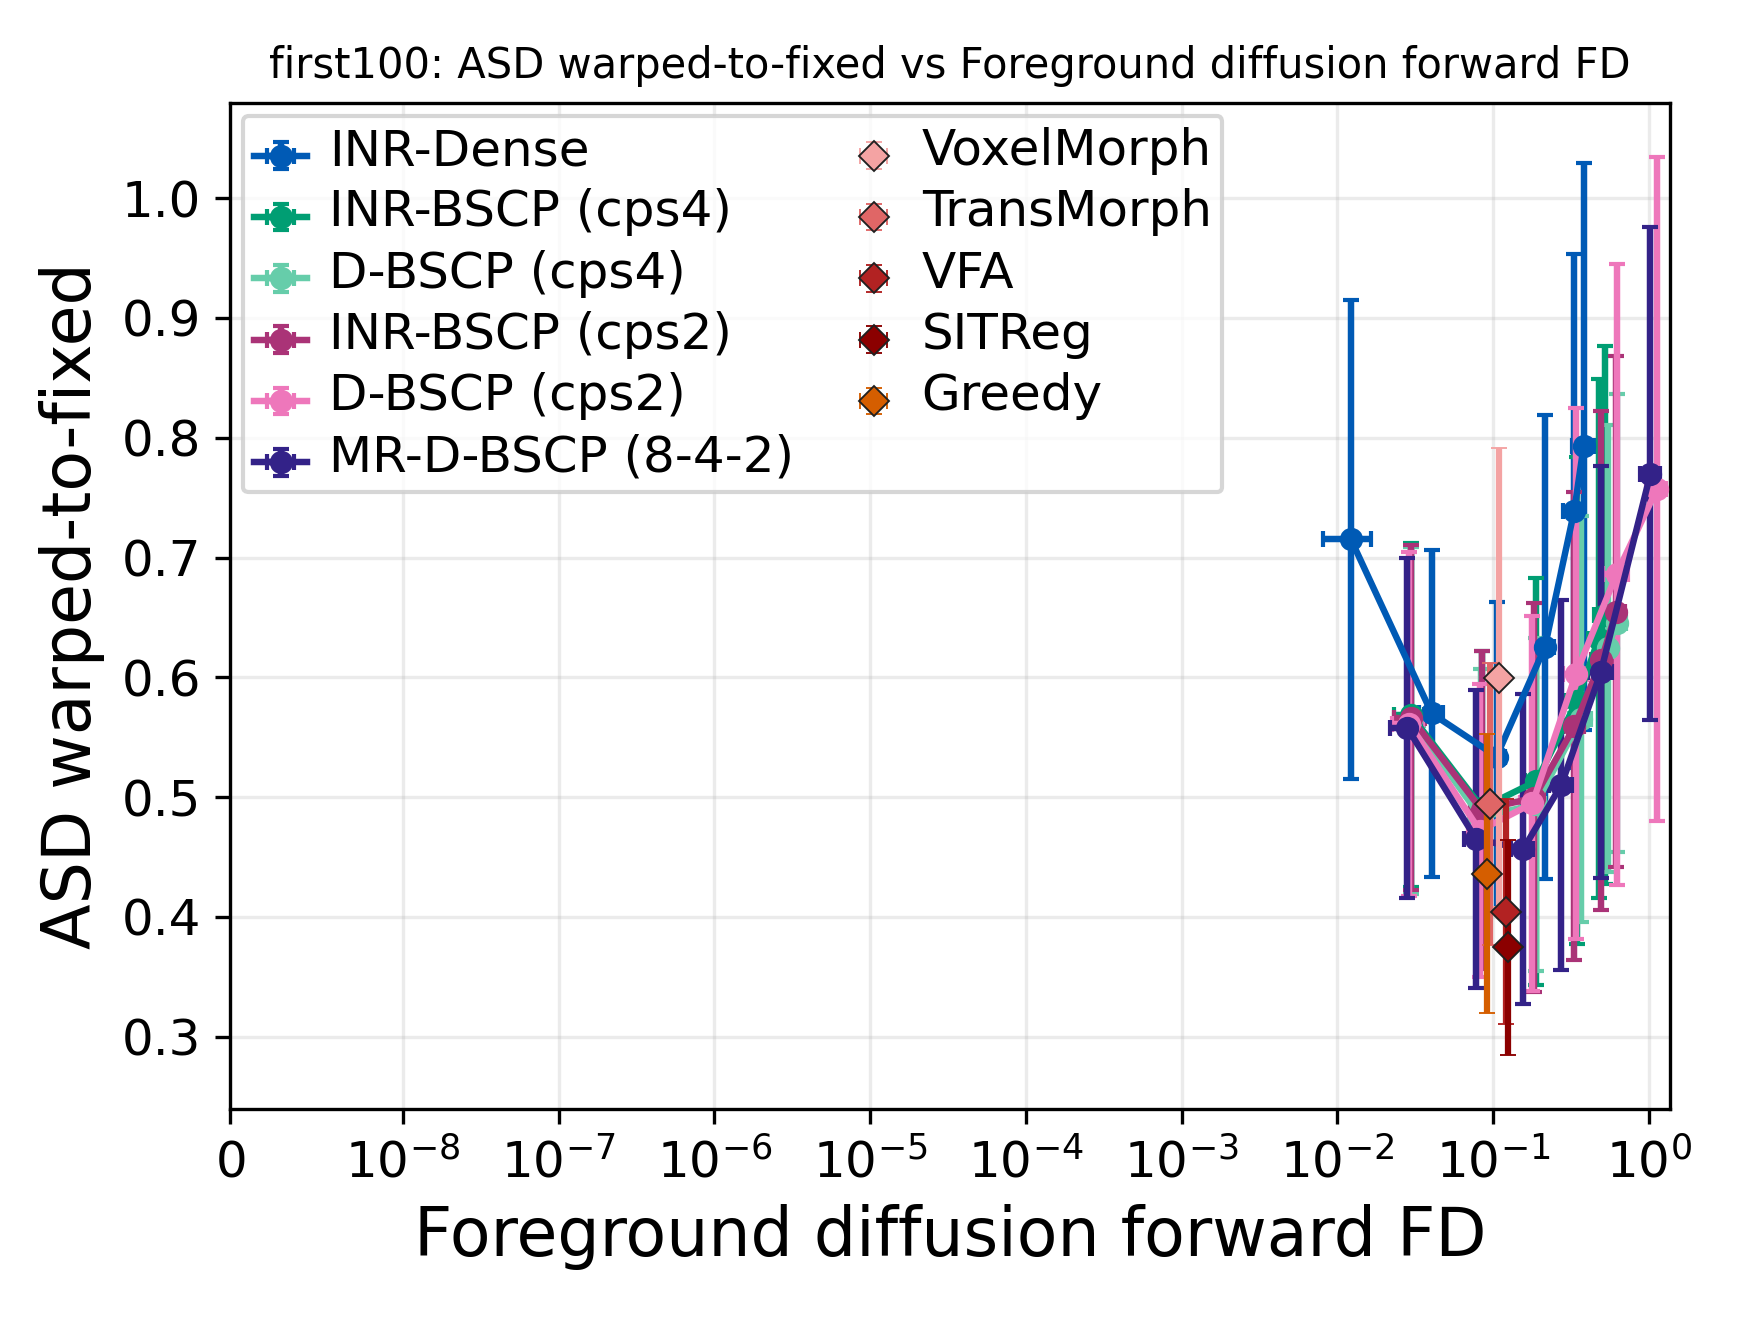 first100: ASD warped-to-fixed vs Foreground diffusion forward FD
INR-Dense
INR-BSCP (cps4)
D-BSCP (cps4)
INR-BSCP (cps2)
D-BSCP (cps2)
MR-D-BSCP (8-4-2)
VoxelMorph
TransMorph
VFA
SITReg
Greedy
ASD warped-to-fixed
1.0
0.9
0.8
0.7
0.6
0.5
0.4
0.3
0 10⁻⁸ 10⁻⁷ 10⁻⁶ 10⁻⁵ 10⁻⁴ 10⁻³ 10⁻² 10⁻¹ 10⁰
Foreground diffusion forward FD